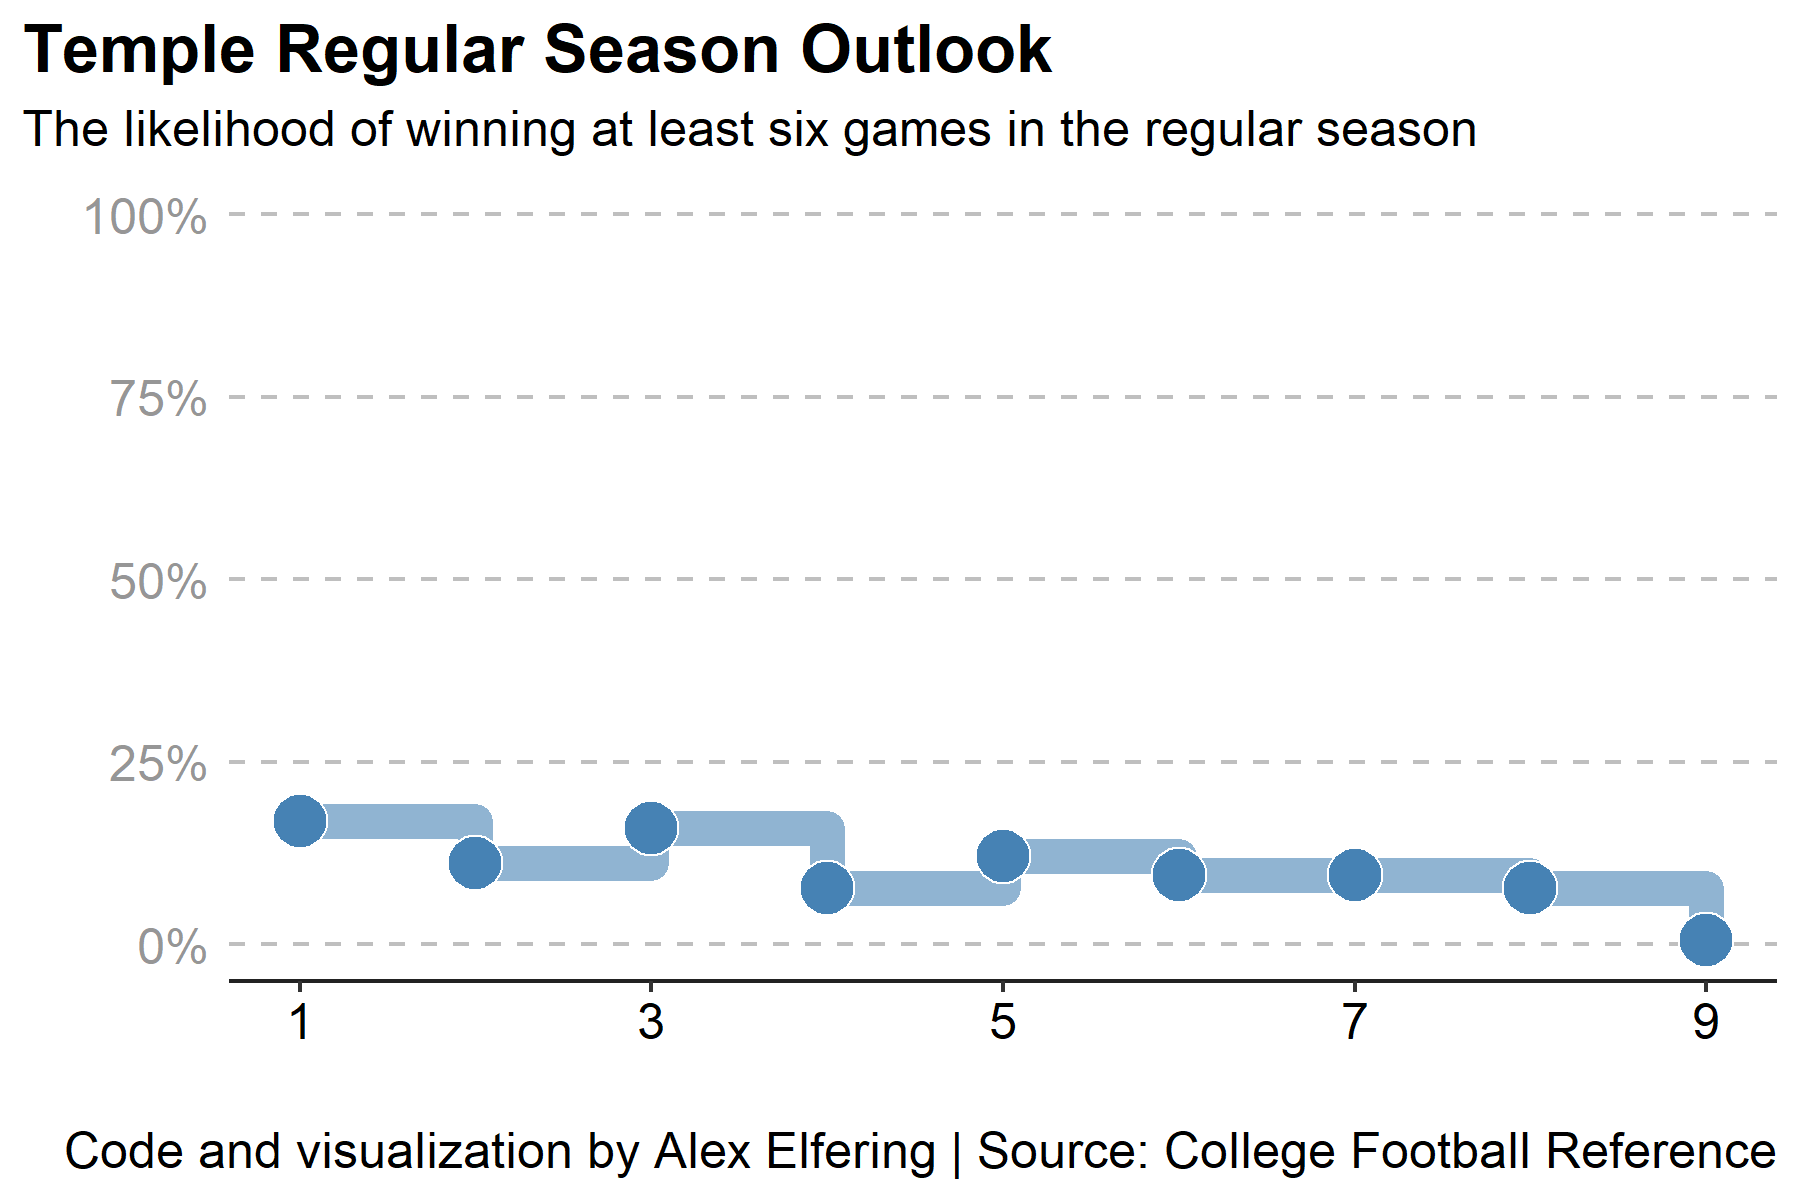 Temple Regular Season Outlook
The likelihood of winning at least six games in the regular season
100%
75%
50%
25%
0%
1 3 5 7 9
Code and visualization by Alex Elfering | Source: College Football Reference